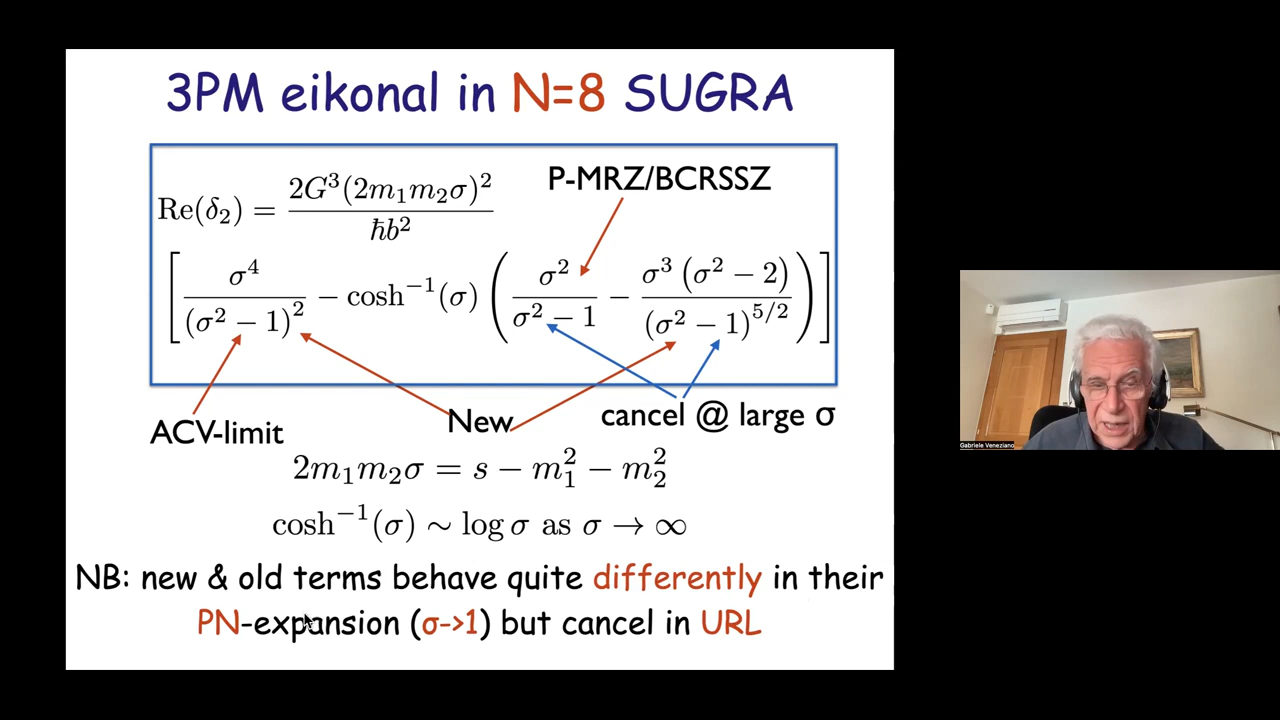 3PM eikonal in N=8 SUGRA
P-MRZ/BCRSSZ
Re(δ₂) = 2G³(2m₁m₂σ)² / ℏb²
[ σ⁴ / (σ² − 1)² − cosh⁻¹(σ) ( σ² / (σ² − 1) − σ³ (σ² − 2) / (σ² − 1)^{5/2} ) ]
ACV-limit
New
cancel @ large σ
2m₁m₂σ = s − m₁² − m₂²
cosh⁻¹(σ) ∼ log σ as σ → ∞
NB: new & old terms behave quite differently in their
PN-expansion (σ->1) but cancel in URL
Gabriele Veneziano